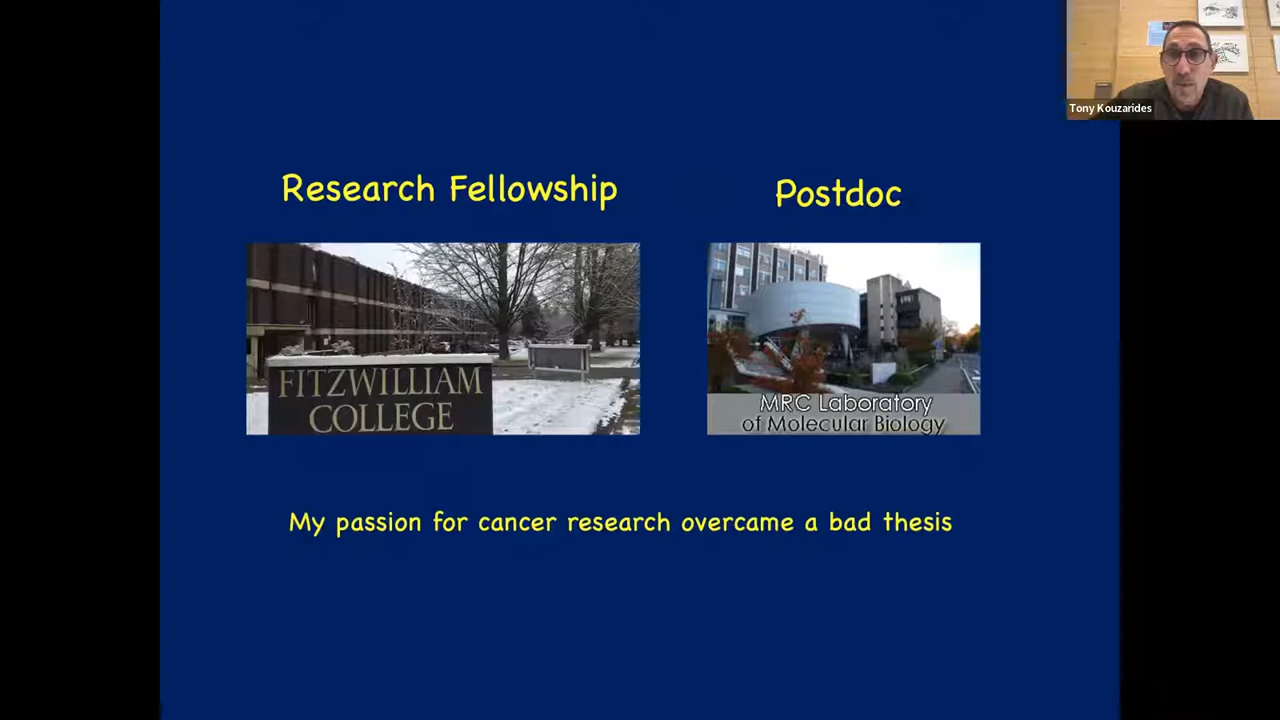 Tony Kouzarides
Research Fellowship
Postdoc
FITZWILLIAM
COLLEGE
MRC Laboratory
of Molecular Biology
My passion for cancer research overcame a bad thesis